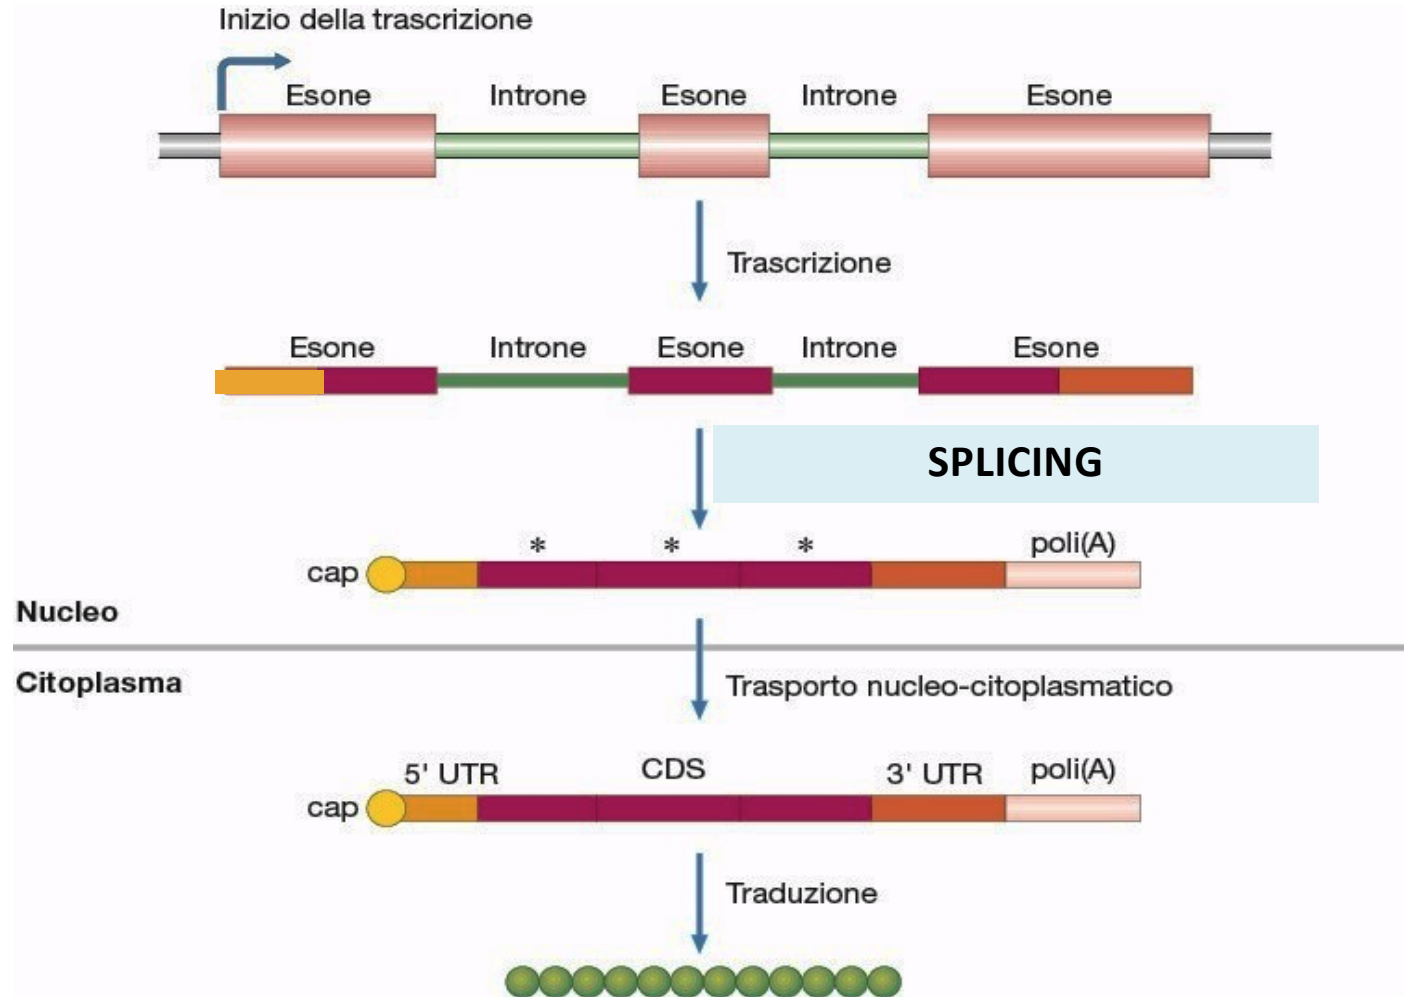 Inizio della trascrizione
Esone Introne Esone Introne Esone
Trascrizione
Esone Introne Esone Introne Esone
SPLICING
* * * poli(A)
cap
Nucleo
Citoplasma
Trasporto nucleo-citoplasmatico
5' UTR CDS 3' UTR poli(A)
cap
Traduzione